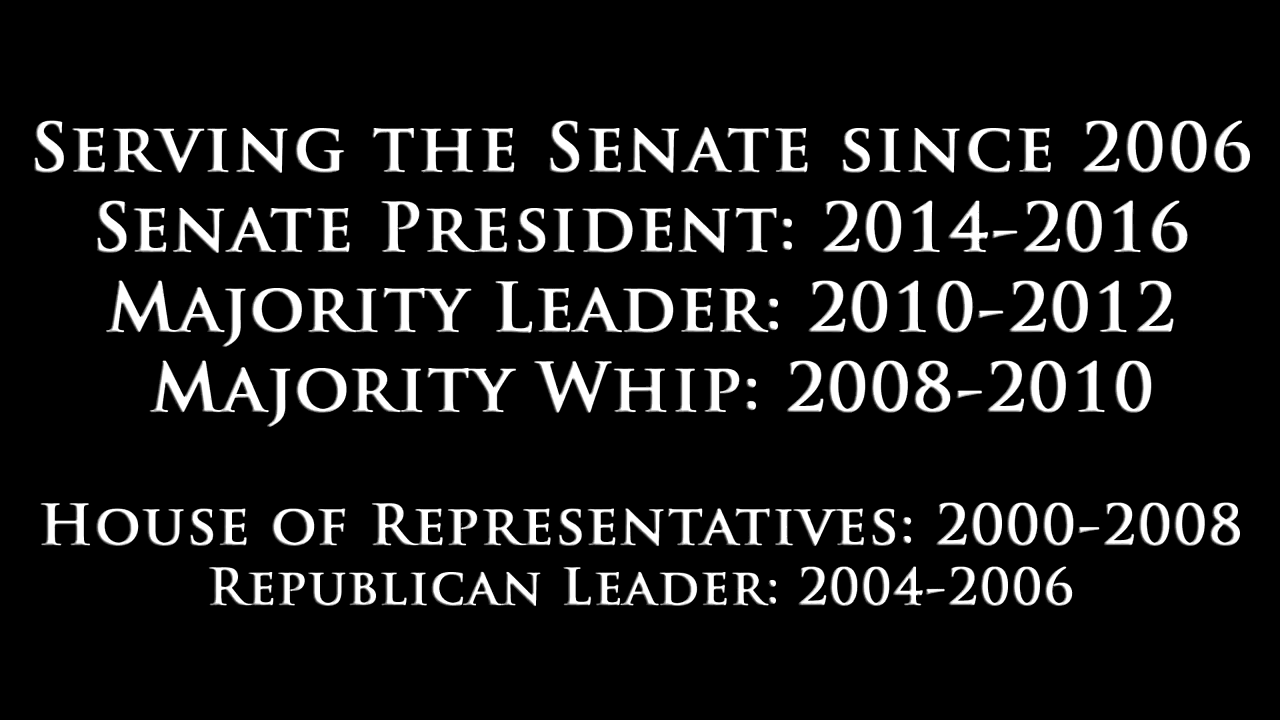 Serving the Senate since 2006
Senate President: 2014-2016
Majority Leader: 2010-2012
Majority Whip: 2008-2010
House of Representatives: 2000-2008
Republican Leader: 2004-2006